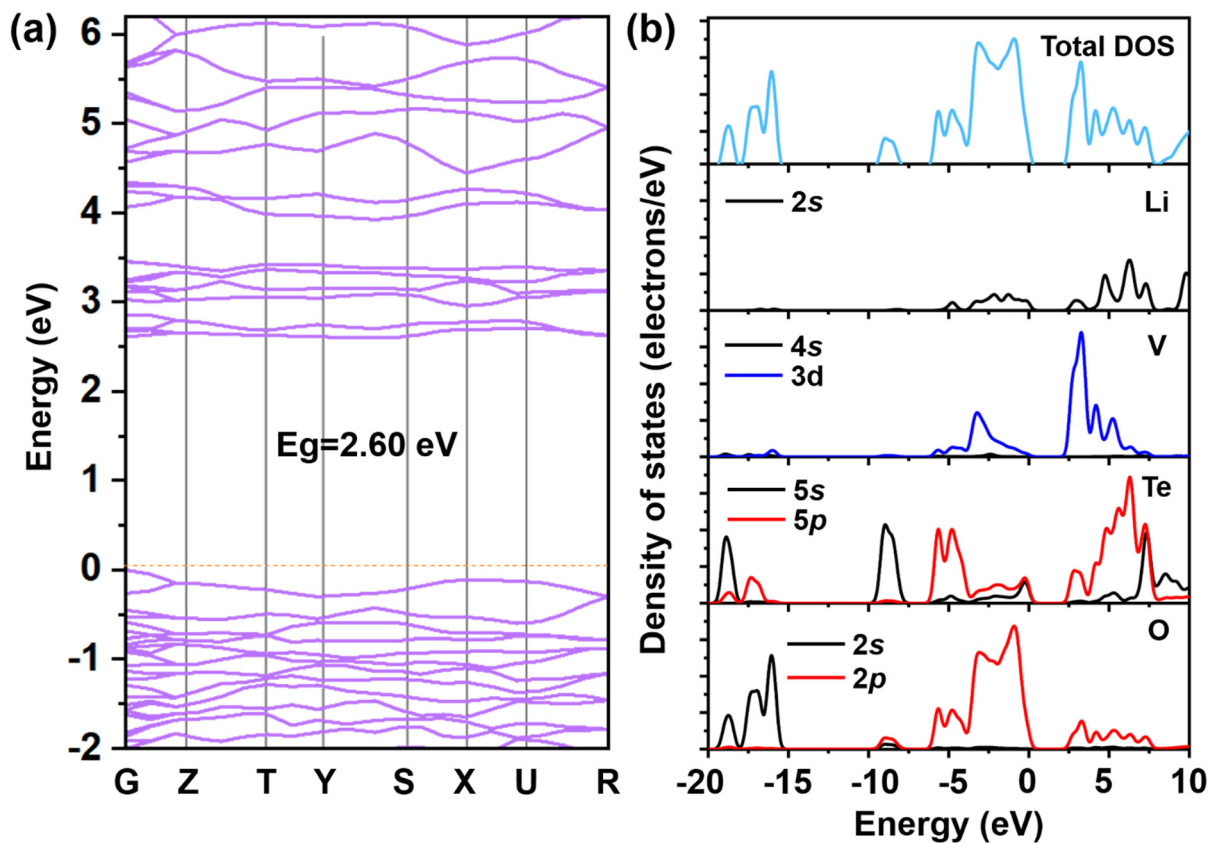 (a)
Energy (eV)
6
5
4
3
2
1
0
-1
-2
Eg=2.60 eV
G Z T Y S X U R
(b)
Density of states (electrons/eV)
Total DOS
2s
Li
4s
3d
V
5s
5p
Te
2s
2p
O
-20 -15 -10 -5 0 5 10
Energy (eV)